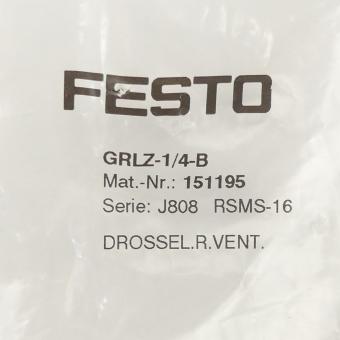 FESTO
GRLZ-1/4-B
Mat.-Nr.: 151195
Serie: J808 RSMS-16
DROSSEL.R.VENT.